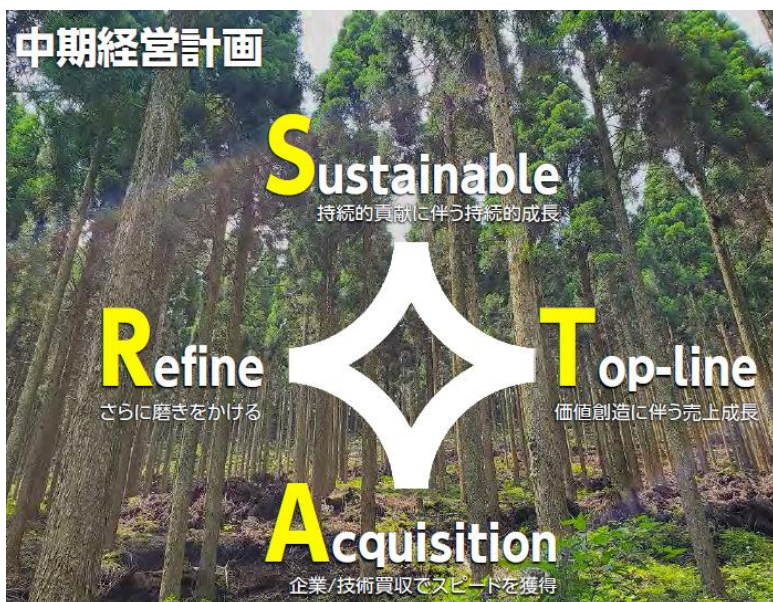 中期経営計画
Sustainable
持続的貢献に伴う持続的成長
Refine
さらに磨きをかける
Top-line
価値創造に伴う売上成長
Acquisition
企業/技術買収でスピードを獲得